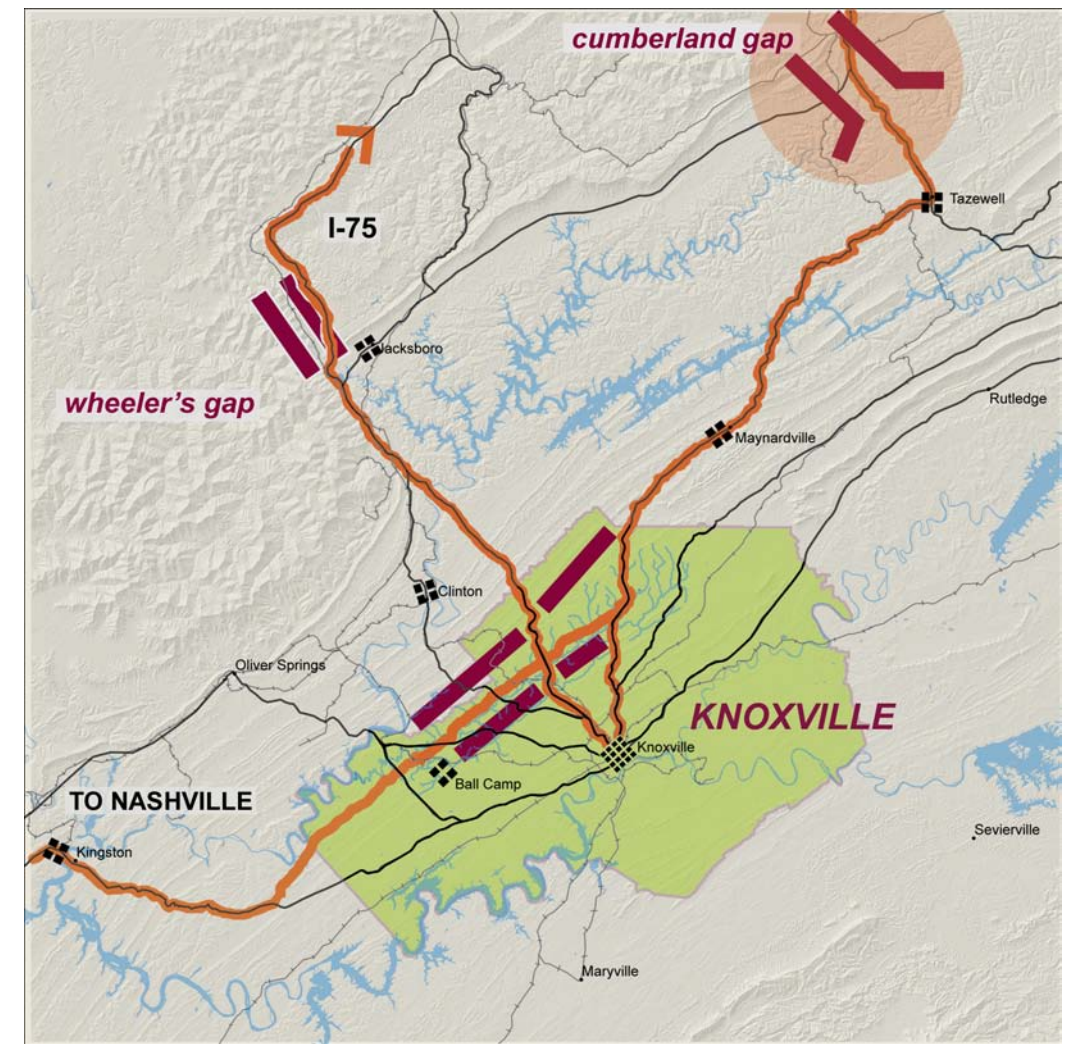 cumberland gap
Tazewell
I-75
Jacksboro
wheeler's gap
Rutledge
Maynardville
Clinton
Oliver Springs
KNOXVILLE
Knoxville
Ball Camp
TO NASHVILLE
Sevierville
Kingston
Maryville